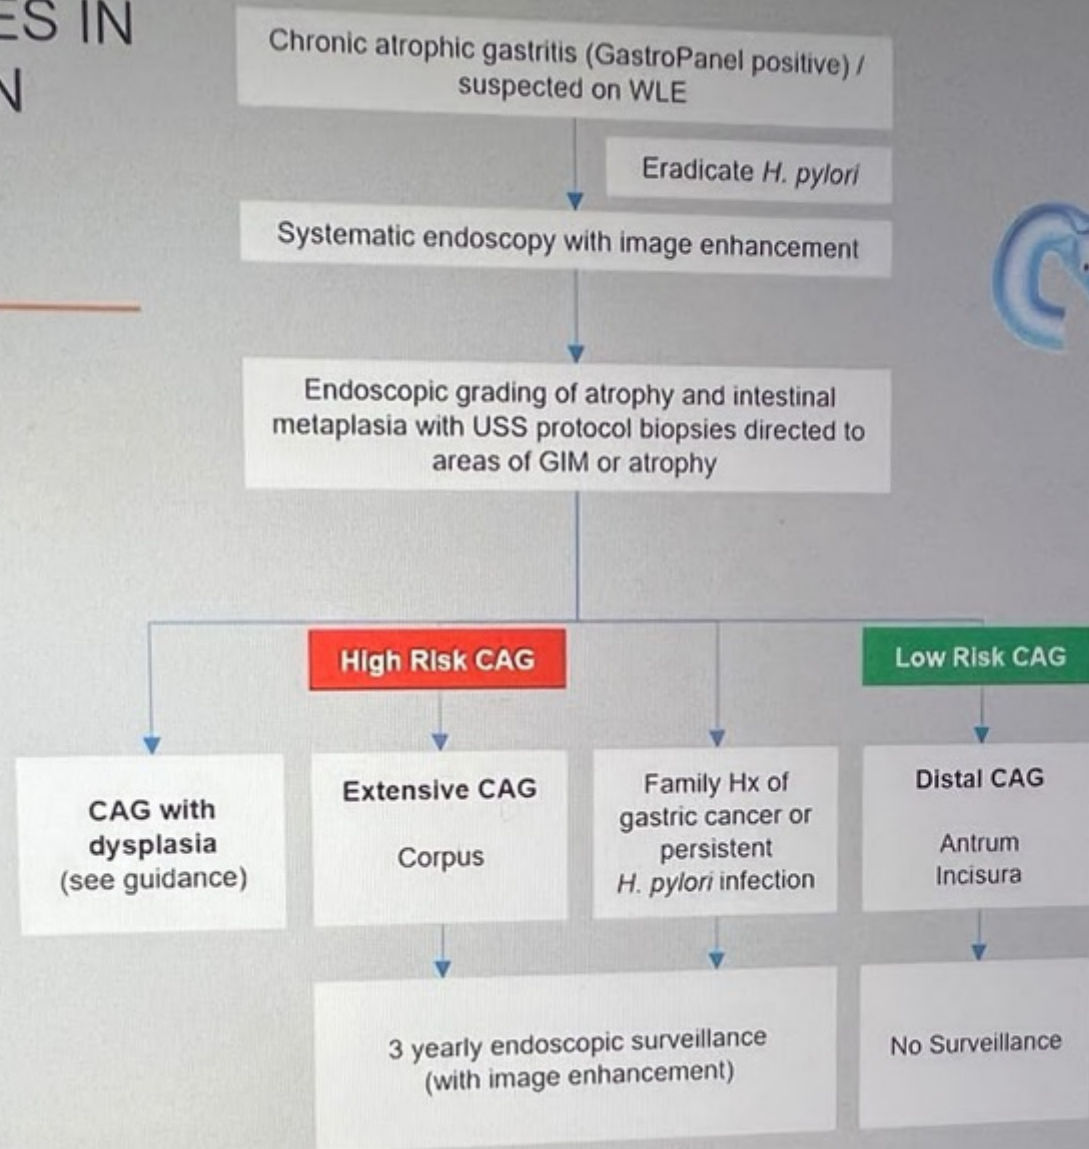 ES IN
N
Chronic atrophic gastritis (GastroPanel positive) /
suspected on WLE
Eradicate H. pylori
Systematic endoscopy with image enhancement
Endoscopic grading of atrophy and intestinal
metaplasia with USS protocol biopsies directed to
areas of GIM or atrophy
High Risk CAG
Low Risk CAG
CAG with
dysplasia
(see guidance)
Extensive CAG
Corpus
Family Hx of
gastric cancer or
persistent
H. pylori infection
Distal CAG
Antrum
Incisura
3 yearly endoscopic surveillance
(with image enhancement)
No Surveillance